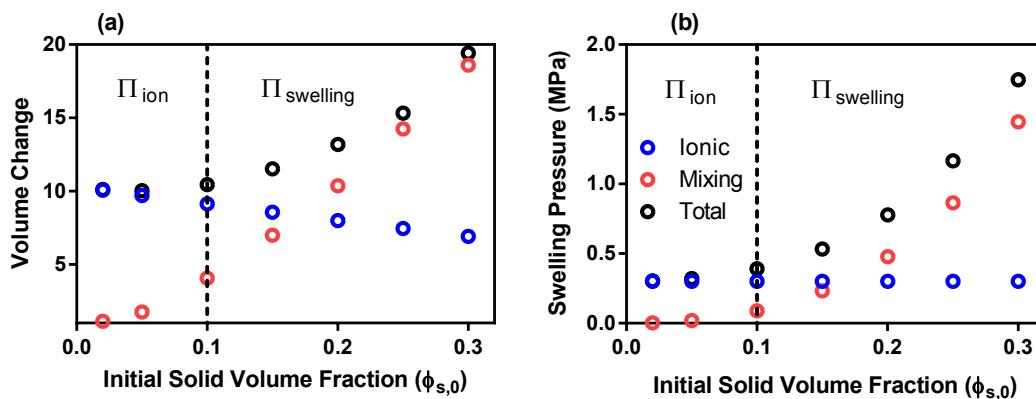 (a)
20
15
10
5
Volume Change
Π ion
Π swelling
0.0
0.1
0.2
0.3
Initial Solid Volume Fraction (ϕs,0)
(b)
2.0
1.5
1.0
0.5
0.0
Swelling Pressure (MPa)
Π ion
Π swelling
Ionic
Mixing
Total
0.0
0.1
0.2
0.3
Initial Solid Volume Fraction (ϕs,0)